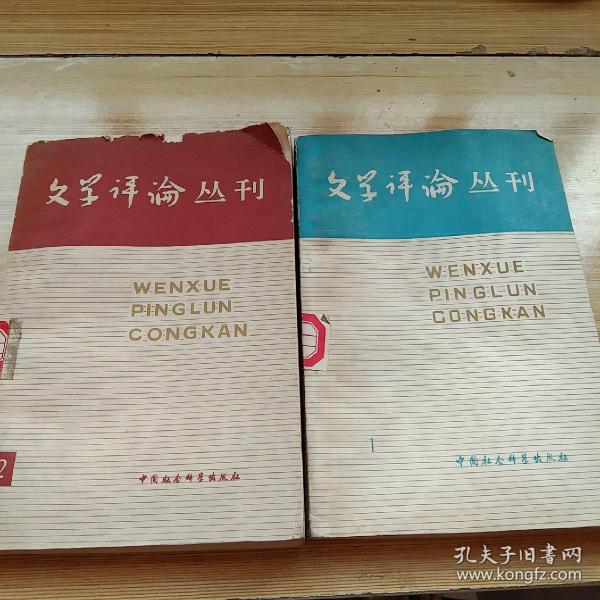 文学评論丛刊
WENXUE
PINGLUN
CONGKAN
2
中国社会科学出版社
文学评論丛刊
WENXUE
PINGLUN
CONGKAN
1
中国社会科学出版社
孔夫子旧书网
www.kongfz.com